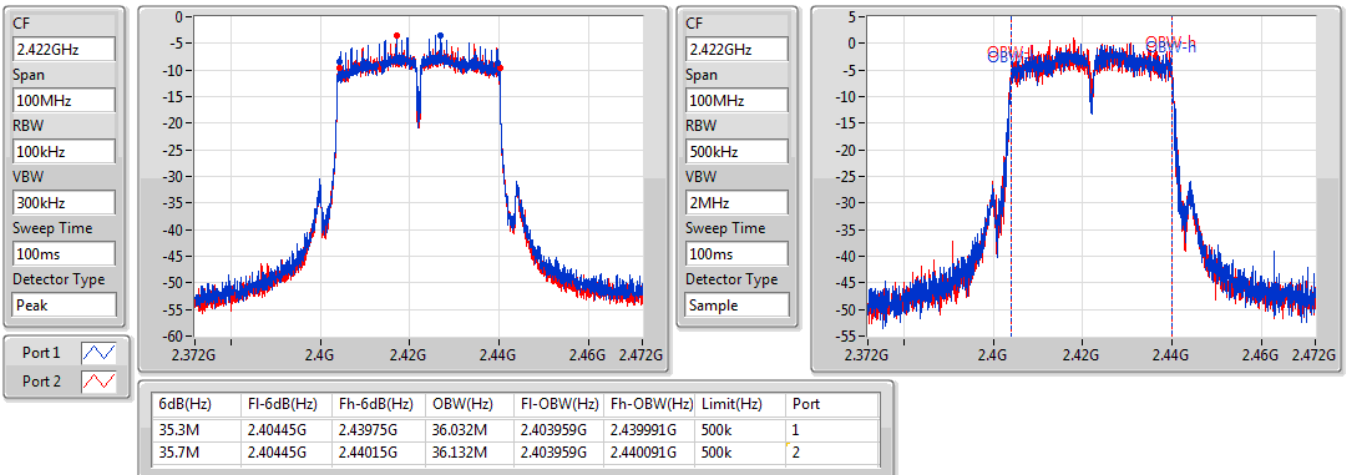 CF
2.422GHz
Span
100MHz
RBW
100kHz
VBW
300kHz
Sweep Time
100ms
Detector Type
Peak
Port 1
Port 2
0
-5
-10
-15
-20
-25
-30
-35
-40
-45
-50
-55
-60
2.372G 2.4G 2.42G 2.44G 2.46G 2.472G
CF
2.422GHz
Span
100MHz
RBW
500kHz
VBW
2MHz
Sweep Time
100ms
Detector Type
Sample
5
0
-5
-10
-15
-20
-25
-30
-35
-40
-45
-50
-55
OBW-h
OBW-h
2.372G 2.4G 2.42G 2.44G 2.46G 2.472G
6dB(Hz) Fl-6dB(Hz) Fh-6dB(Hz) OBW(Hz) Fl-OBW(Hz) Fh-OBW(Hz) Limit(Hz) Port
35.3M 2.40445G 2.43975G 36.032M 2.403959G 2.439991G 500k 1
35.7M 2.40445G 2.44015G 36.132M 2.403959G 2.440091G 500k 2